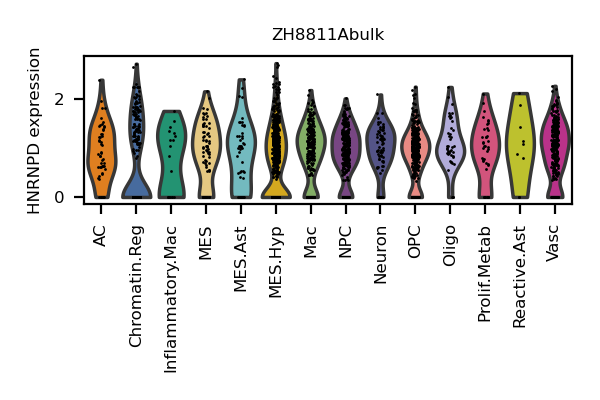 ZH8811Abulk
HNRNPD expression
2
0
AC
Chromatin.Reg
Inflammatory.Mac
MES
MES.Ast
MES.Hyp
Mac
NPC
Neuron
OPC
Oligo
Prolif.Metab
Reactive.Ast
Vasc